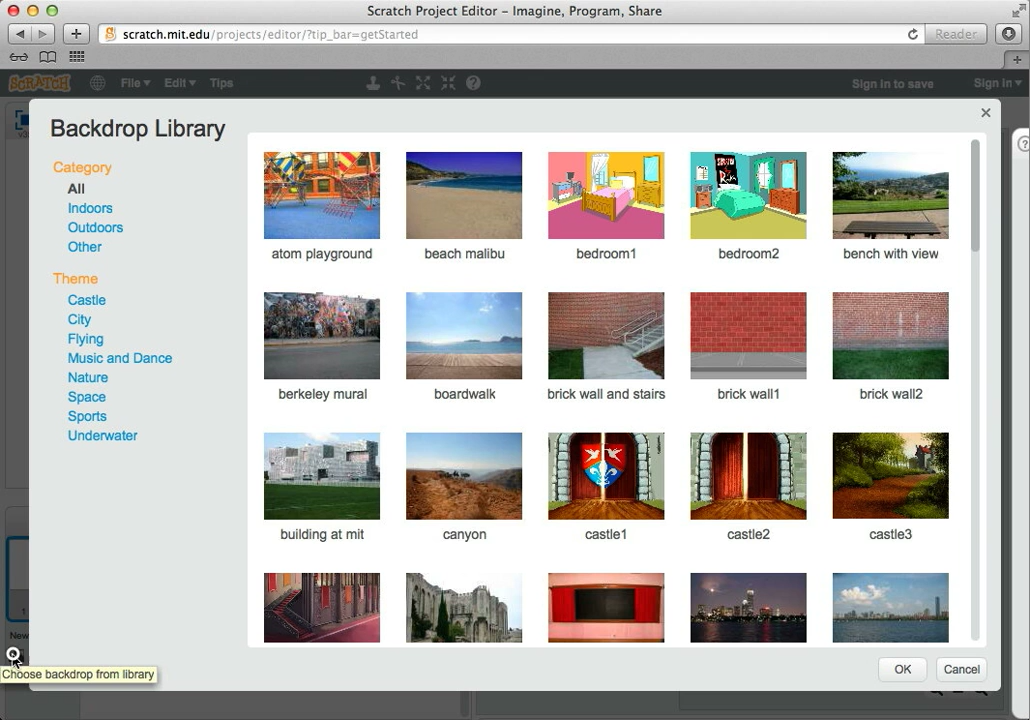 Scratch Project Editor – Imagine, Program, Share
scratch.mit.edu/projects/editor/?tip_bar=getStarted
Reader
SCRATCH
File
Edit
Tips
Sign in to save
Sign in
Backdrop Library
Category
All
Indoors
Outdoors
Other
Theme
Castle
City
Flying
Music and Dance
Nature
Space
Sports
Underwater
atom playground
beach malibu
bedroom1
bedroom2
bench with view
berkeley mural
boardwalk
brick wall and stairs
brick wall1
brick wall2
building at mit
canyon
castle1
castle2
castle3
1
New
Choose backdrop from library
OK
Cancel